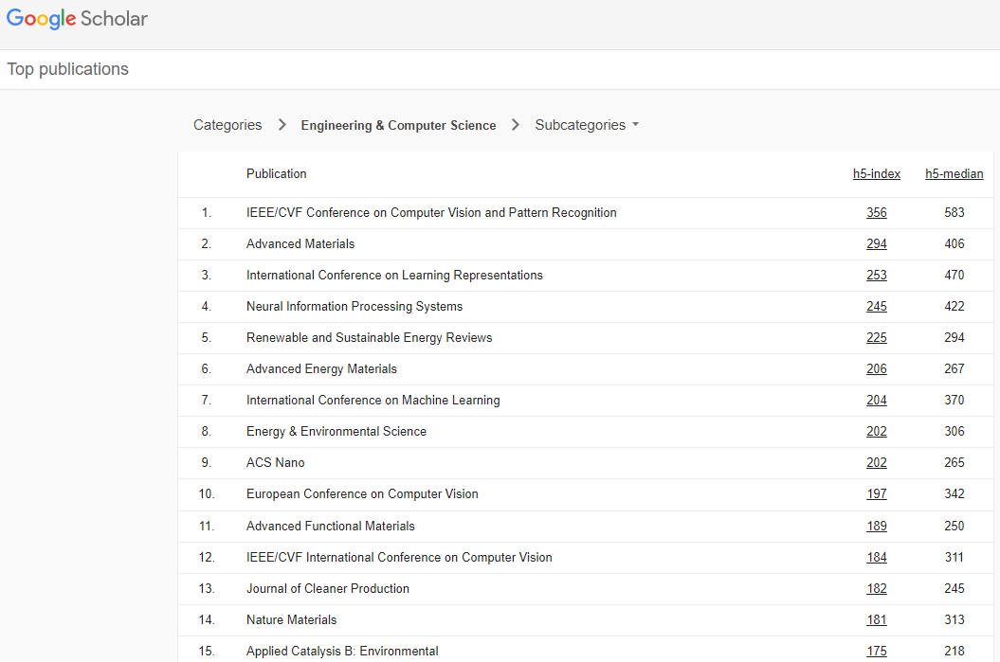 Google Scholar
Top publications
Categories > Engineering & Computer Science > Subcategories
Publication h5-index h5-median
1. IEEE/CVF Conference on Computer Vision and Pattern Recognition 356 583
2. Advanced Materials 294 406
3. International Conference on Learning Representations 253 470
4. Neural Information Processing Systems 245 422
5. Renewable and Sustainable Energy Reviews 225 294
6. Advanced Energy Materials 206 267
7. International Conference on Machine Learning 204 370
8. Energy & Environmental Science 202 306
9. ACS Nano 202 265
10. European Conference on Computer Vision 197 342
11. Advanced Functional Materials 189 250
12. IEEE/CVF International Conference on Computer Vision 184 311
13. Journal of Cleaner Production 182 245
14. Nature Materials 181 313
15. Applied Catalysis B: Environmental 175 218